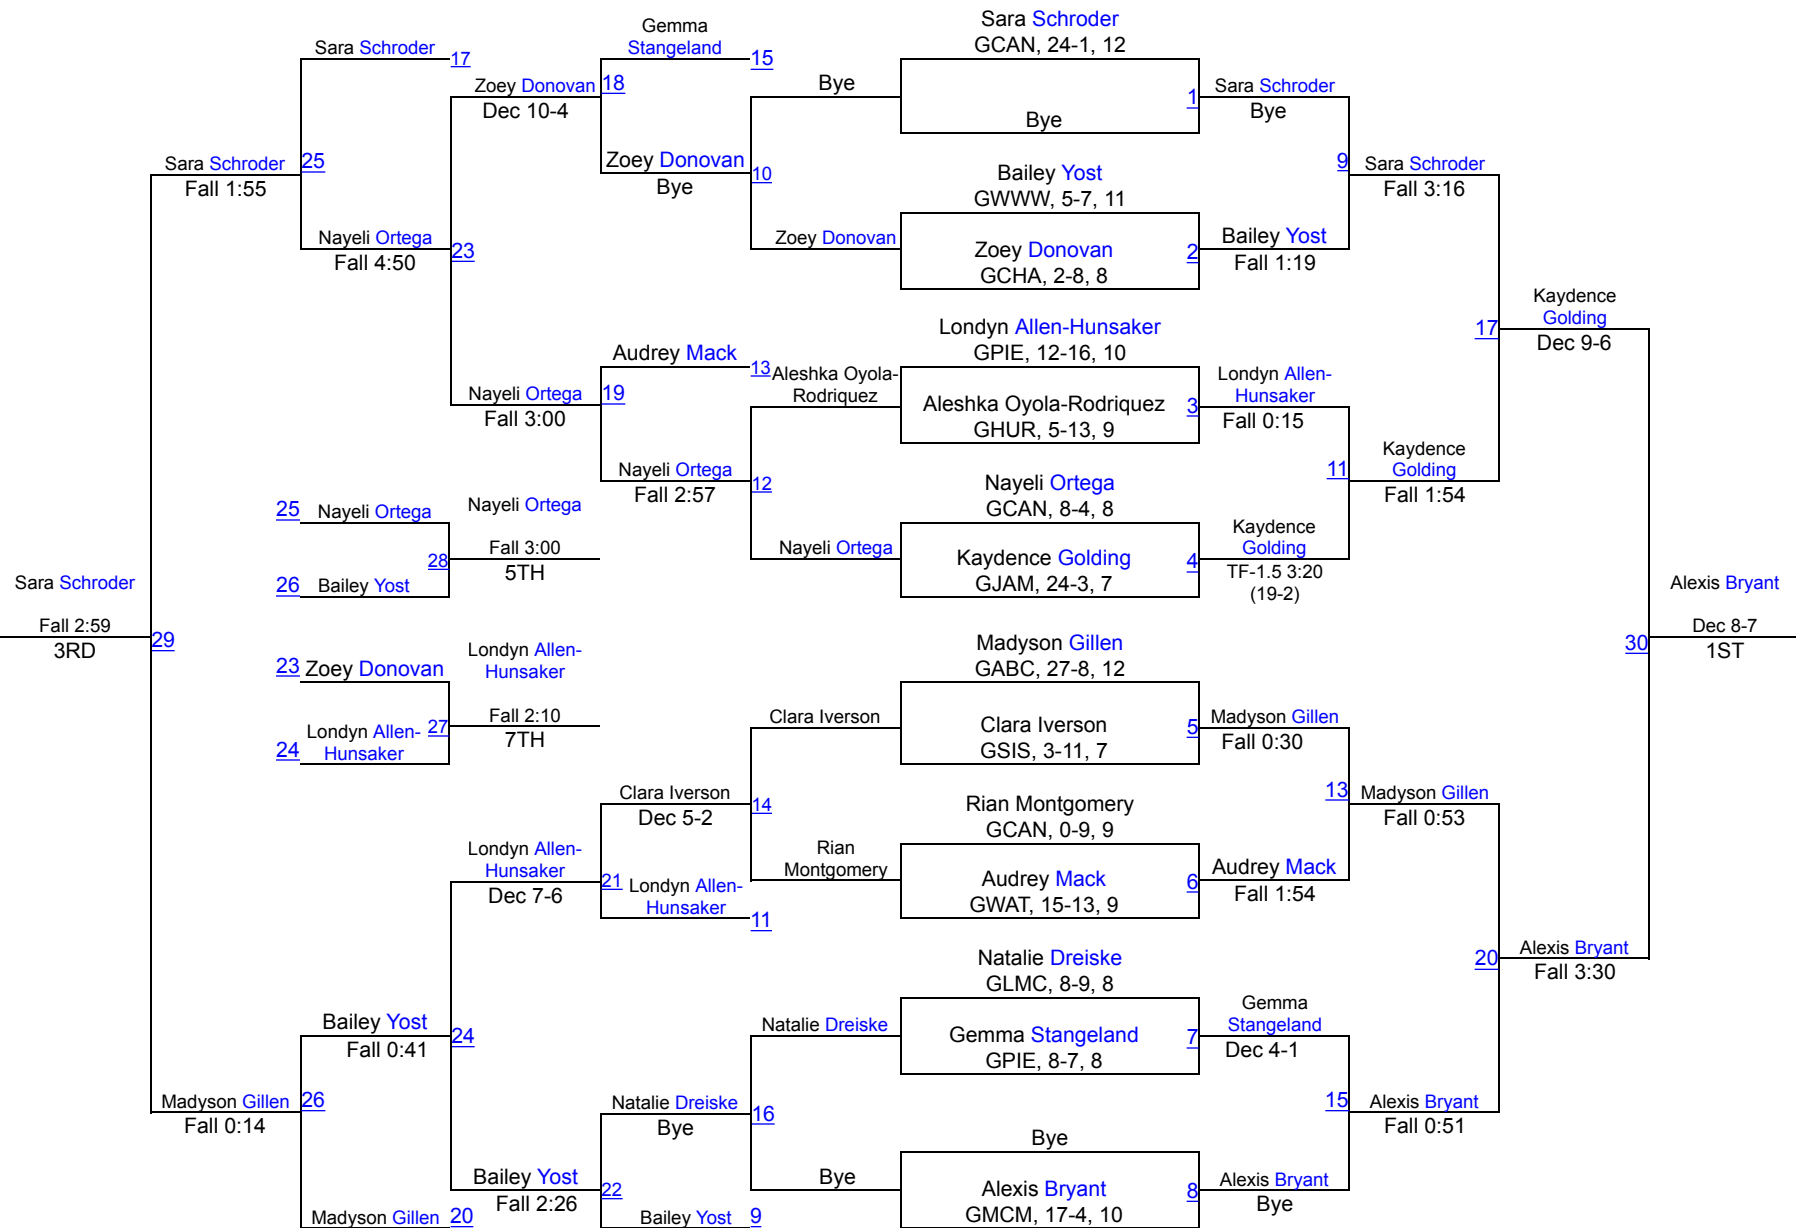 Sara Schroder
GCAN, 24-1, 12
Bye
1
Bailey Yost
GWWW, 5-7, 11
Zoey Donovan
GCHA, 2-8, 8
2
Londyn Allen-Hunsaker
GPIE, 12-16, 10
Aleshka Oyola-Rodriquez
GHUR, 5-13, 9
3
Nayeli Ortega
GCAN, 8-4, 8
Kaydence Golding
GJAM, 24-3, 7
4
Madyson Gillen
GABC, 27-8, 12
Clara Iverson
GSIS, 3-11, 7
5
Rian Montgomery
GCAN, 0-9, 9
Audrey Mack
GWAT, 15-13, 9
6
Natalie Dreiske
GLMC, 8-9, 8
Gemma Stangeland
GPIE, 8-7, 8
7
Bye
Alexis Bryant
GMCM, 17-4, 10
8
Sara Schroder
Bye
9
Bailey Yost
Fall 1:19
Londyn Allen-
Hunsaker
Fall 0:15
11
Kaydence
Golding
TF-1.5 3:20
(19-2)
Madyson Gillen
Fall 0:30
13
Audrey Mack
Fall 1:54
Gemma
Stangeland
Dec 4-1
15
Alexis Bryant
Bye
Sara Schroder
Fall 3:16
17
Kaydence
Golding
Fall 1:54
Madyson Gillen
Fall 0:53
20
Alexis Bryant
Fall 0:51
Kaydence
Golding
Dec 9-6
30
Alexis Bryant
Fall 3:30
Alexis Bryant
Dec 8-7
1ST
Bye
10
Zoey Donovan
Aleshka Oyola-
Rodriquez
12
Nayeli Ortega
Clara Iverson
14
Rian
Montgomery
Natalie Dreiske
16
Bye
Gemma
Stangeland
15
18
Zoey Donovan
Bye
Audrey Mack
13
19
Nayeli Ortega
Fall 2:57
Clara Iverson
Dec 5-2
21
Londyn Allen-
Hunsaker
11
Natalie Dreiske
Bye
22
Bailey Yost
9
Zoey Donovan
Dec 10-4
23
Nayeli Ortega
Fall 3:00
Londyn Allen-
Hunsaker
Dec 7-6
24
Bailey Yost
Fall 2:26
Sara Schroder
17
25
Nayeli Ortega
Fall 4:50
Bailey Yost
Fall 0:41
26
Madyson Gillen
20
25
Nayeli Ortega
28
26
Bailey Yost
Nayeli Ortega
Fall 3:00
5TH
23
Zoey Donovan
27
24
Londyn Allen-
Hunsaker
Londyn Allen-
Hunsaker
Fall 2:10
7TH
Sara Schroder
Fall 1:55
29
Madyson Gillen
Fall 0:14
Sara Schroder
Fall 2:59
3RD